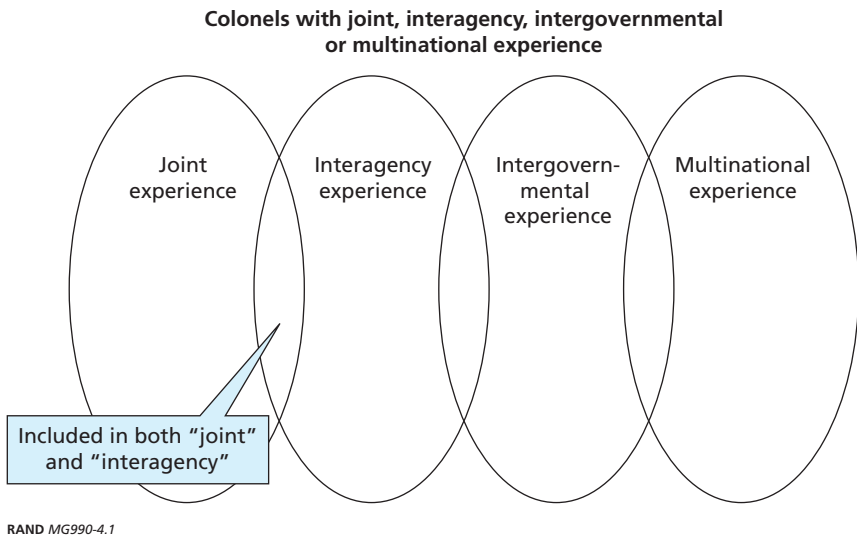 Colonels with joint, interagency, intergovernmental
or multinational experience
Joint
experience
Interagency
experience
Intergovern-
mental
experience
Multinational
experience
Included in both “joint”
and “interagency”
RAND MG990-4.1